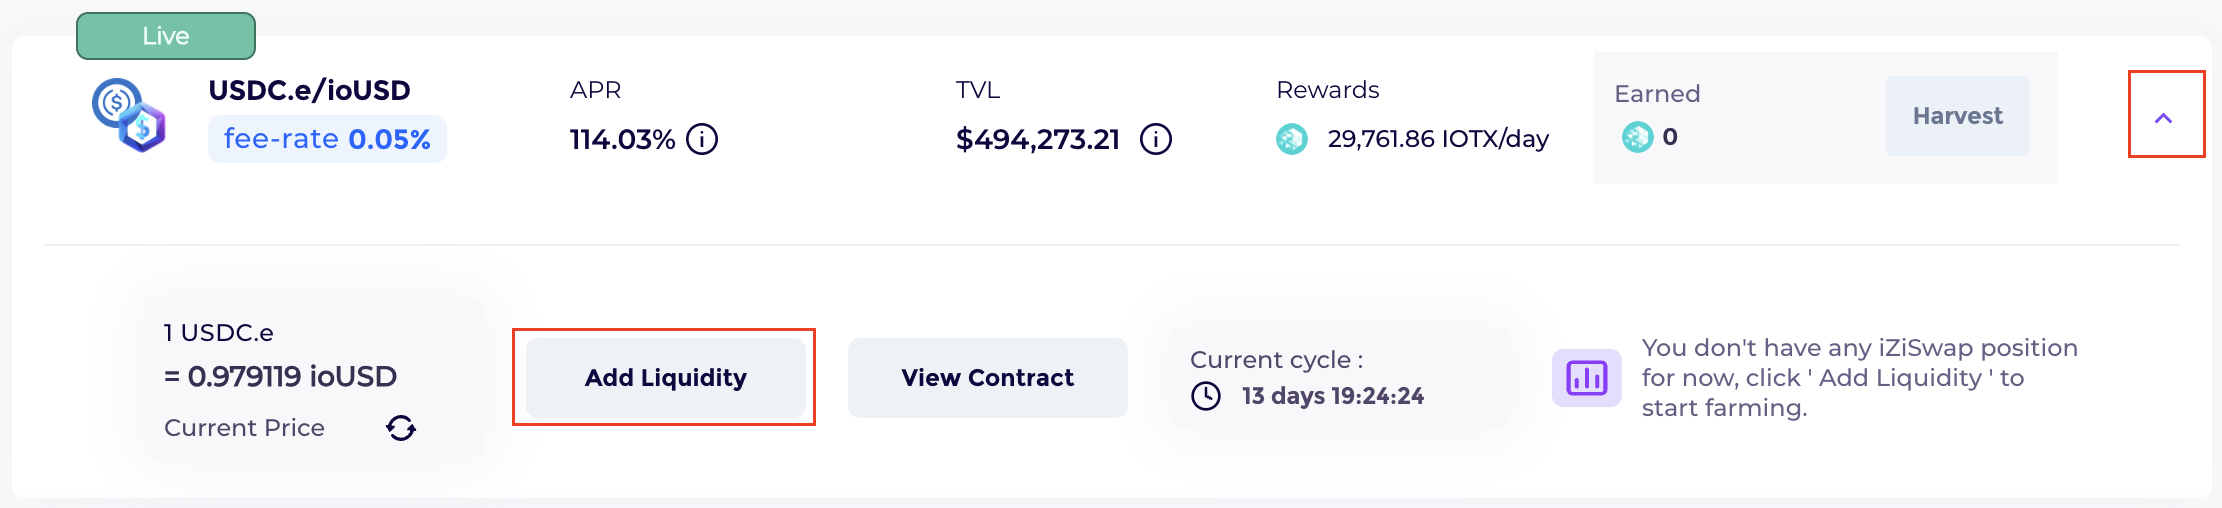 Live
USDC.e/ioUSD
fee-rate 0.05%
APR
114.03%
TVL
$494,273.21
Rewards
29,761.86 IOTX/day
Earned
0
Harvest
1 USDC.e
= 0.979119 ioUSD
Current Price
Add Liquidity
View Contract
Current cycle :
13 days 19:24:24
You don't have any iZiSwap position
for now, click ' Add Liquidity ' to
start farming.